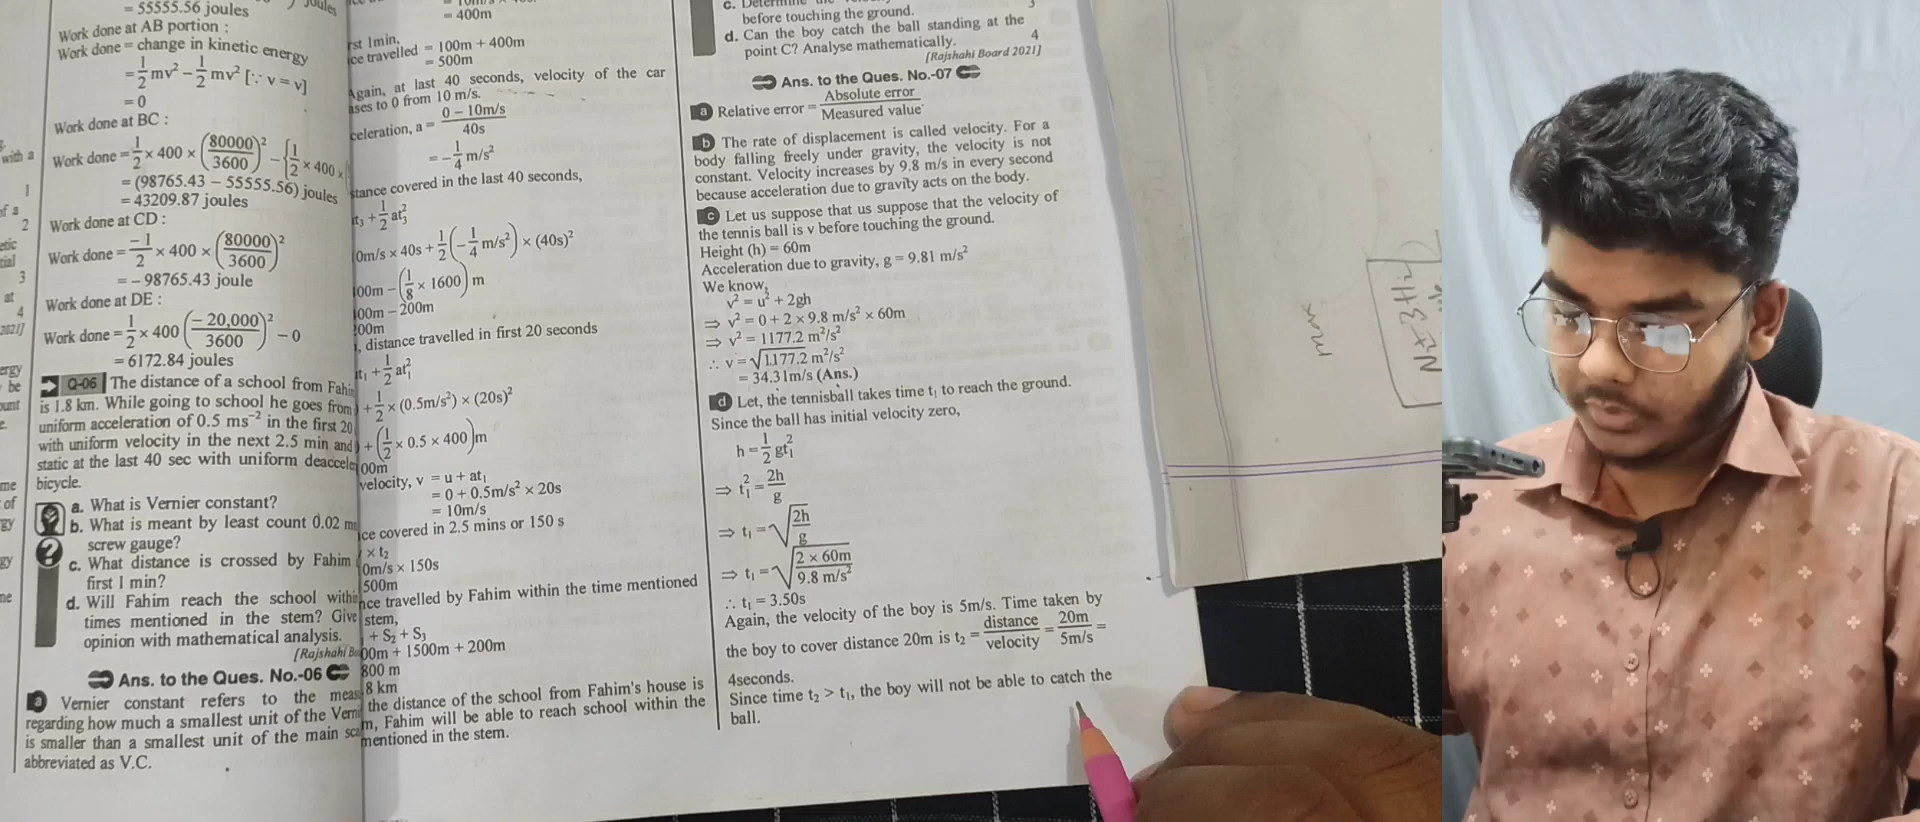 = 55555.56 joules
Work done at AB portion :
Work done = change in kinetic energy
= 1/2 mv² − 1/2 mv² [∵ v = v]
= 0
Work done at BC :
Work done = 1/2 × 400 × (80000/3600)² − {1/2 × 400 ×
= (98765.43 − 55555.56) joules
= 43209.87 joules
Work done at CD :
Work done = −1/2 × 400 × (80000/3600)²
= − 98765.43 joule
Work done at DE :
Work done = 1/2 × 400 (−20,000/3600)² − 0
= 6172.84 joules
Q-06 The distance of a school from
is 1.8 km. While going to school he goes from
uniform acceleration of 0.5 ms⁻² in the first 20
with uniform velocity in the next 2.5 min and
static at the last 40 sec with uniform
bicycle.
a. What is Vernier constant?
b. What is meant by least count 0.02
screw gauge?
c. What distance is crossed by Fahim
first 1 min?
d. Will Fahim reach the school
times mentioned in the stem? Give
opinion with mathematical analysis.
[Rajshahi
Ans. to the Ques. No.-06
a Vernier constant refers to the
regarding how much a smallest unit of the
is smaller than a smallest unit of the main
abbreviated as V.C.
= 400m
1min,
travelled = 100m + 400m
= 500m
Again, at last 40 seconds, velocity of the car
to 0 from 10 m/s.
a = 0 − 10m/s / 40s
= − 1/4 m/s²
covered in the last 40 seconds,
t₃ + 1/2 at₃²
0m/s × 40s + 1/2 (− 1/4 m/s²) × (40s)²
00m − (1/8 × 1600) m
00m − 200m
00m
, distance travelled in first 20 seconds
t₁ + 1/2 at₁²
+ 1/2 × (0.5m/s²) × (20s)²
+ (1/2 × 0.5 × 400)m
00m
velocity, v = u + at₁
= 0 + 0.5m/s² × 20s
= 10m/s
covered in 2.5 mins or 150 s
× t₂
0m/s × 150s
500m
travelled by Fahim within the time mentioned
stem,
+ S₂ + S₃
00m + 1500m + 200m
800 m
8 km
the distance of the school from Fahim's house is
m, Fahim will be able to reach school within the
mentioned in the stem.
c. Determine the
before touching the ground. 3
d. Can the boy catch the ball standing at the
point C? Analyse mathematically. 4
[Rajshahi Board 2021]
Ans. to the Ques. No.-07
a Relative error = Absolute error / Measured value.
b The rate of displacement is called velocity. For a
body falling freely under gravity, the velocity is not
constant. Velocity increases by 9.8 m/s in every second
because acceleration due to gravity acts on the body.
c Let us suppose that us suppose that the velocity of
the tennis ball is v before touching the ground.
Height (h) = 60m
Acceleration due to gravity, g = 9.81 m/s²
We know,
v² = u² + 2gh
⇒ v² = 0 + 2 × 9.8 m/s² × 60m
⇒ v² = 1177.2 m²/s²
∴ v = √1177.2 m²/s²
= 34.31m/s (Ans.)
d Let, the tennisball takes time t₁ to reach the ground.
Since the ball has initial velocity zero,
h = 1/2 gt₁²
⇒ t₁² = 2h/g
⇒ t₁ = √(2h/g)
⇒ t₁ = √(2 × 60m / 9.8 m/s²)
∴ t₁ = 3.50s
Again, the velocity of the boy is 5m/s. Time taken by
the boy to cover distance 20m is t₂ = distance/velocity = 20m/5m/s =
4seconds.
Since time t₂ > t₁, the boy will not be able to catch the
ball.